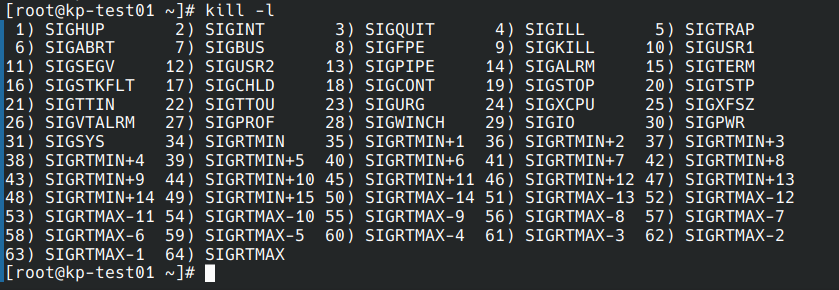 [root@kp-test01 ~]# kill -l
 1) SIGHUP       2) SIGINT       3) SIGQUIT      4) SIGILL       5) SIGTRAP
 6) SIGABRT      7) SIGBUS       8) SIGFPE       9) SIGKILL     10) SIGUSR1
11) SIGSEGV     12) SIGUSR2     13) SIGPIPE     14) SIGALRM     15) SIGTERM
16) SIGSTKFLT   17) SIGCHLD     18) SIGCONT     19) SIGSTOP     20) SIGTSTP
21) SIGTTIN     22) SIGTTOU     23) SIGURG      24) SIGXCPU     25) SIGXFSZ
26) SIGVTALRM   27) SIGPROF     28) SIGWINCH    29) SIGIO       30) SIGPWR
31) SIGSYS      34) SIGRTMIN    35) SIGRTMIN+1  36) SIGRTMIN+2  37) SIGRTMIN+3
38) SIGRTMIN+4  39) SIGRTMIN+5  40) SIGRTMIN+6  41) SIGRTMIN+7  42) SIGRTMIN+8
43) SIGRTMIN+9  44) SIGRTMIN+10 45) SIGRTMIN+11 46) SIGRTMIN+12 47) SIGRTMIN+13
48) SIGRTMIN+14 49) SIGRTMIN+15 50) SIGRTMAX-14 51) SIGRTMAX-13 52) SIGRTMAX-12
53) SIGRTMAX-11 54) SIGRTMAX-10 55) SIGRTMAX-9  56) SIGRTMAX-8  57) SIGRTMAX-7
58) SIGRTMAX-6  59) SIGRTMAX-5  60) SIGRTMAX-4  61) SIGRTMAX-3  62) SIGRTMAX-2
63) SIGRTMAX-1  64) SIGRTMAX
[root@kp-test01 ~]#